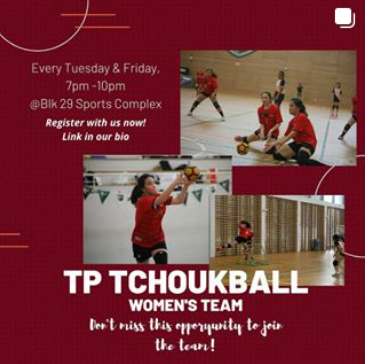 Every Tuesday & Friday,
7pm -10pm
@Blk 29 Sports Complex
Register with us now!
Link in our bio
TP TCHOUKBALL
WOMEN'S TEAM
Don't miss this opporyunity to join
the team!